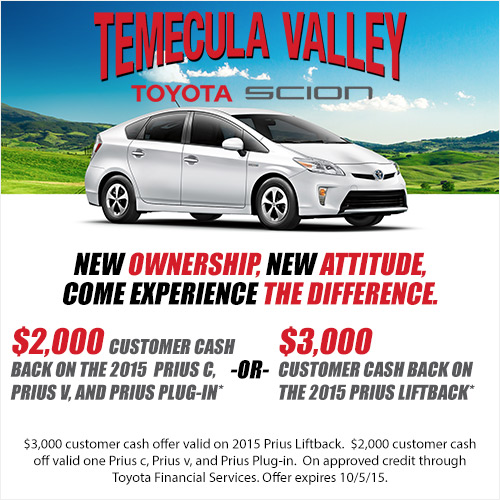 TEMECULA VALLEY
TOYOTA SCION
NEW OWNERSHIP, NEW ATTITUDE,
COME EXPERIENCE THE DIFFERENCE.
$2,000 CUSTOMER CASH
BACK ON THE 2015 PRIUS C,
PRIUS V, AND PRIUS PLUG-IN*
-OR-
$3,000
CUSTOMER CASH BACK ON
THE 2015 PRIUS LIFTBACK*
$3,000 customer cash offer valid on 2015 Prius Liftback. $2,000 customer cash
off valid one Prius c, Prius v, and Prius Plug-in. On approved credit through
Toyota Financial Services. Offer expires 10/5/15.